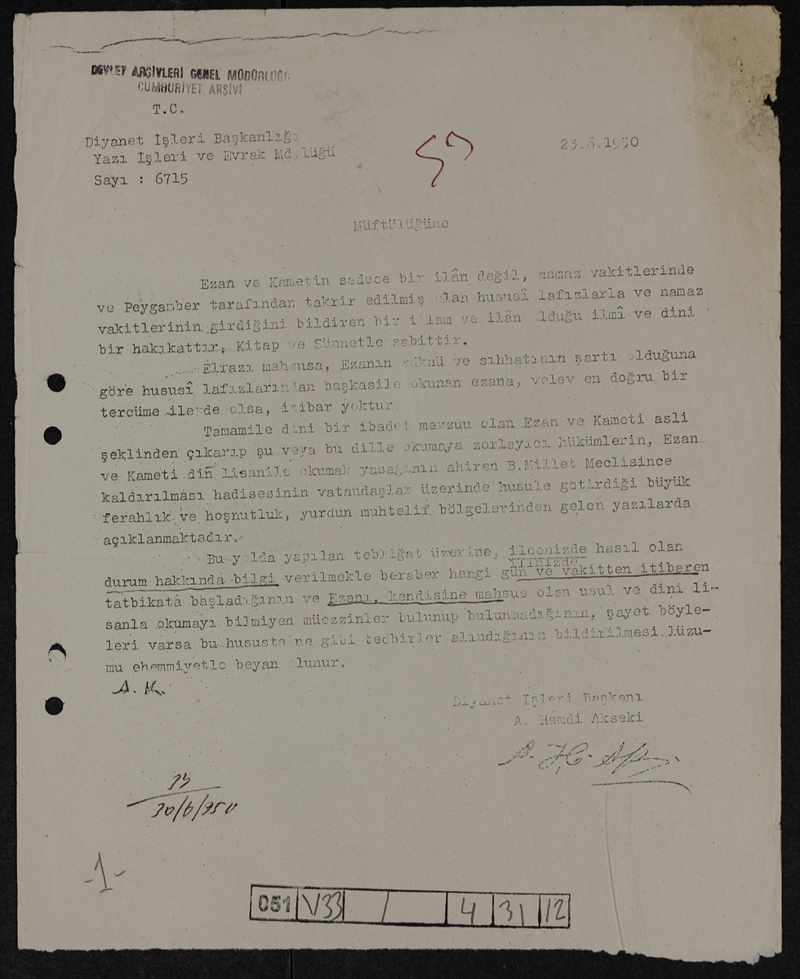 DEVLET ARŞİVLERİ GENEL MÜDÜRLÜĞÜ
CUMHURİYET ARŞİVİ
T.C.
Diyanet İşleri Başkanlığı
Yazı İşleri ve Evrak Md.lüğü
Sayı : 6715
23.6.1950
Müftülüğüne
Ezan ve Kametin sadece bir ilân değil, namaz vakitlerinde
ve Peygamber tarafından takrir edilmiş olan hususî lafızlarla ve namaz
vakitlerinin girdiğini bildiren bir i'lam ve ilân olduğu ilmî ve dini
bir hakikattır, Kitap ve Sünnetle sabittir.
Elfazı mahsusa, Ezanın rüknü ve sıhhatının şartı olduğuna
göre hususî lafızlarından başkasile okunan ezana, velev en doğru bir
tercüme ile de olsa, itibar yoktur.
Tamamile dini bir ibadet mevzuu olan Ezan ve Kameti asli
şeklinden çıkarıp şu veya bu dille okumaya zorlayıcı hükümlerin, Ezan
ve Kameti din lisanile okumak yasağının ahiren B.Millet Meclisince
kaldırılması hadisesinin vatandaşlar üzerinde husule getirdiği büyük
ferahlık ve hoşnutluk, yurdun muhtelif bölgelerinden gelen yazılarda
açıklanmaktadır.
Bu yolda yapılan tebliğat üzerine, ilçenizde hasıl olan
ilinizde
durum hakkında bilgi verilmekle beraber hangi gün ve vakitten itibaren
tatbikata başladığının ve Ezanı, kendisine mahsus olan usul ve dini li-
sanla okumayı bilmiyen müezzinler bulunup bulunmadığının, şayet böyle-
leri varsa bu hususta ne gibi tedbirler alındığının bildirilmesi lüzu-
mu ehemmiyetle beyan olunur.
A. K.
Diyanet İşleri Başkanı
A. Hamdi Akseki
30/6/950
-1-
051 V33 / 4 31 12